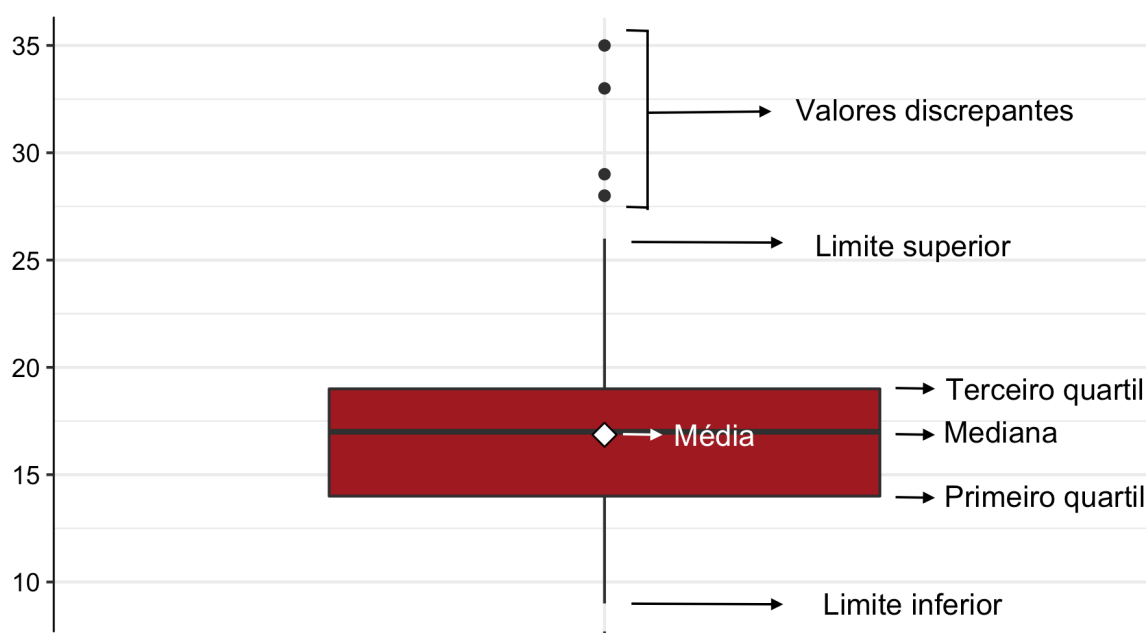 35
Valores discrepantes
30
Limite superior
25
20
Terceiro quartil
Média
Mediana
15
Primeiro quartil
10
Limite inferior